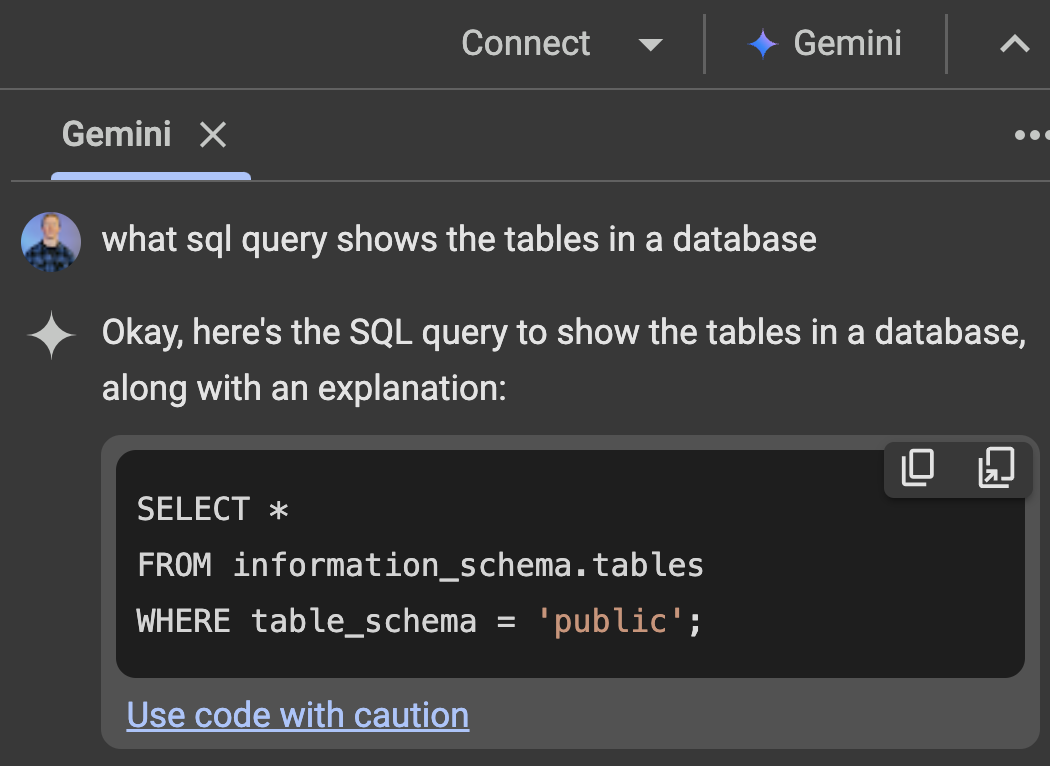 Connect
Gemini
Gemini
what sql query shows the tables in a database
Okay, here's the SQL query to show the tables in a database,
along with an explanation:
SELECT *
FROM information_schema.tables
WHERE table_schema = 'public';
Use code with caution